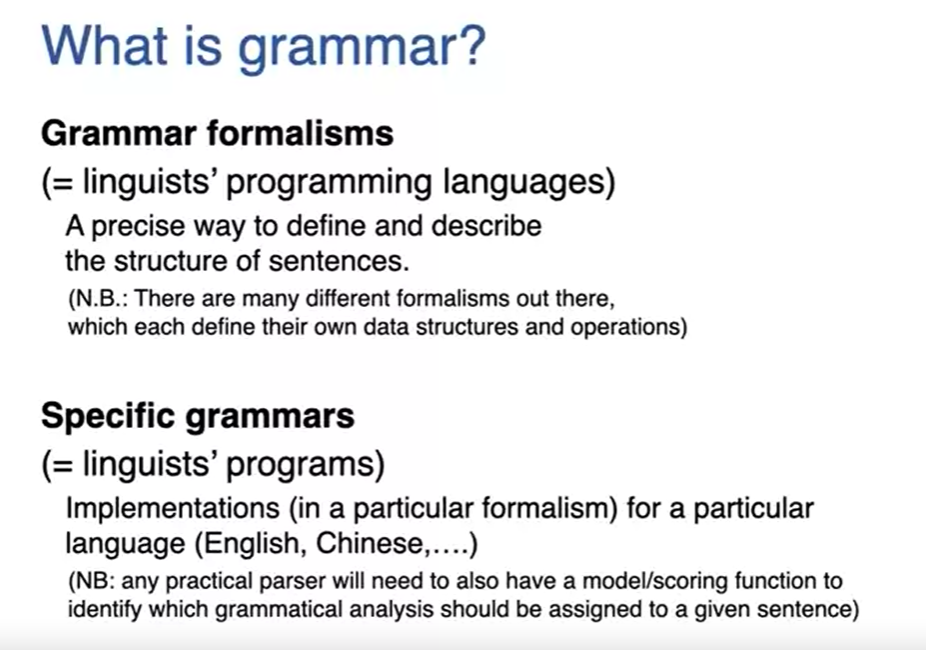 What is grammar?
Grammar formalisms
(= linguists’ programming languages)
A precise way to define and describe
the structure of sentences.
(N.B.: There are many different formalisms out there,
which each define their own data structures and operations)
Specific grammars
(= linguists’ programs)
Implementations (in a particular formalism) for a particular
language (English, Chinese,....)
(NB: any practical parser will need to also have a model/scoring function to
identify which grammatical analysis should be assigned to a given sentence)